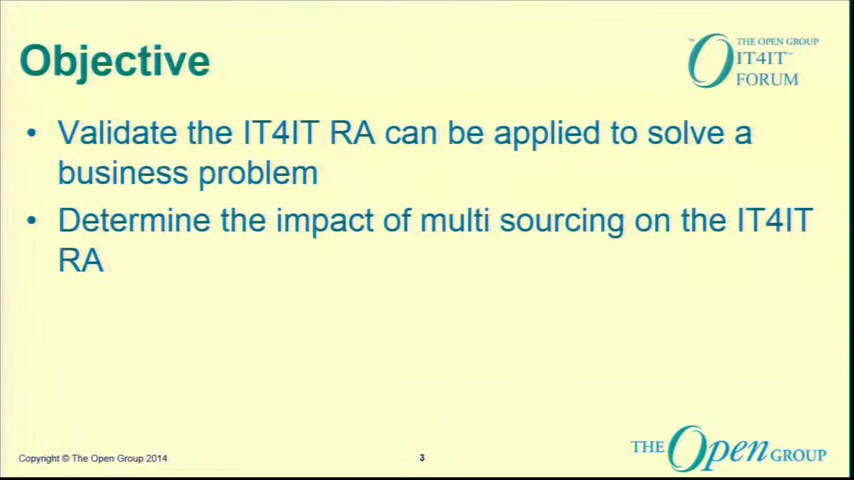 Objective
THE OPEN GROUP
IT4IT™
FORUM
• Validate the IT4IT RA can be applied to solve a
business problem
• Determine the impact of multi sourcing on the IT4IT
RA
Copyright © The Open Group 2014
3
THE Open GROUP